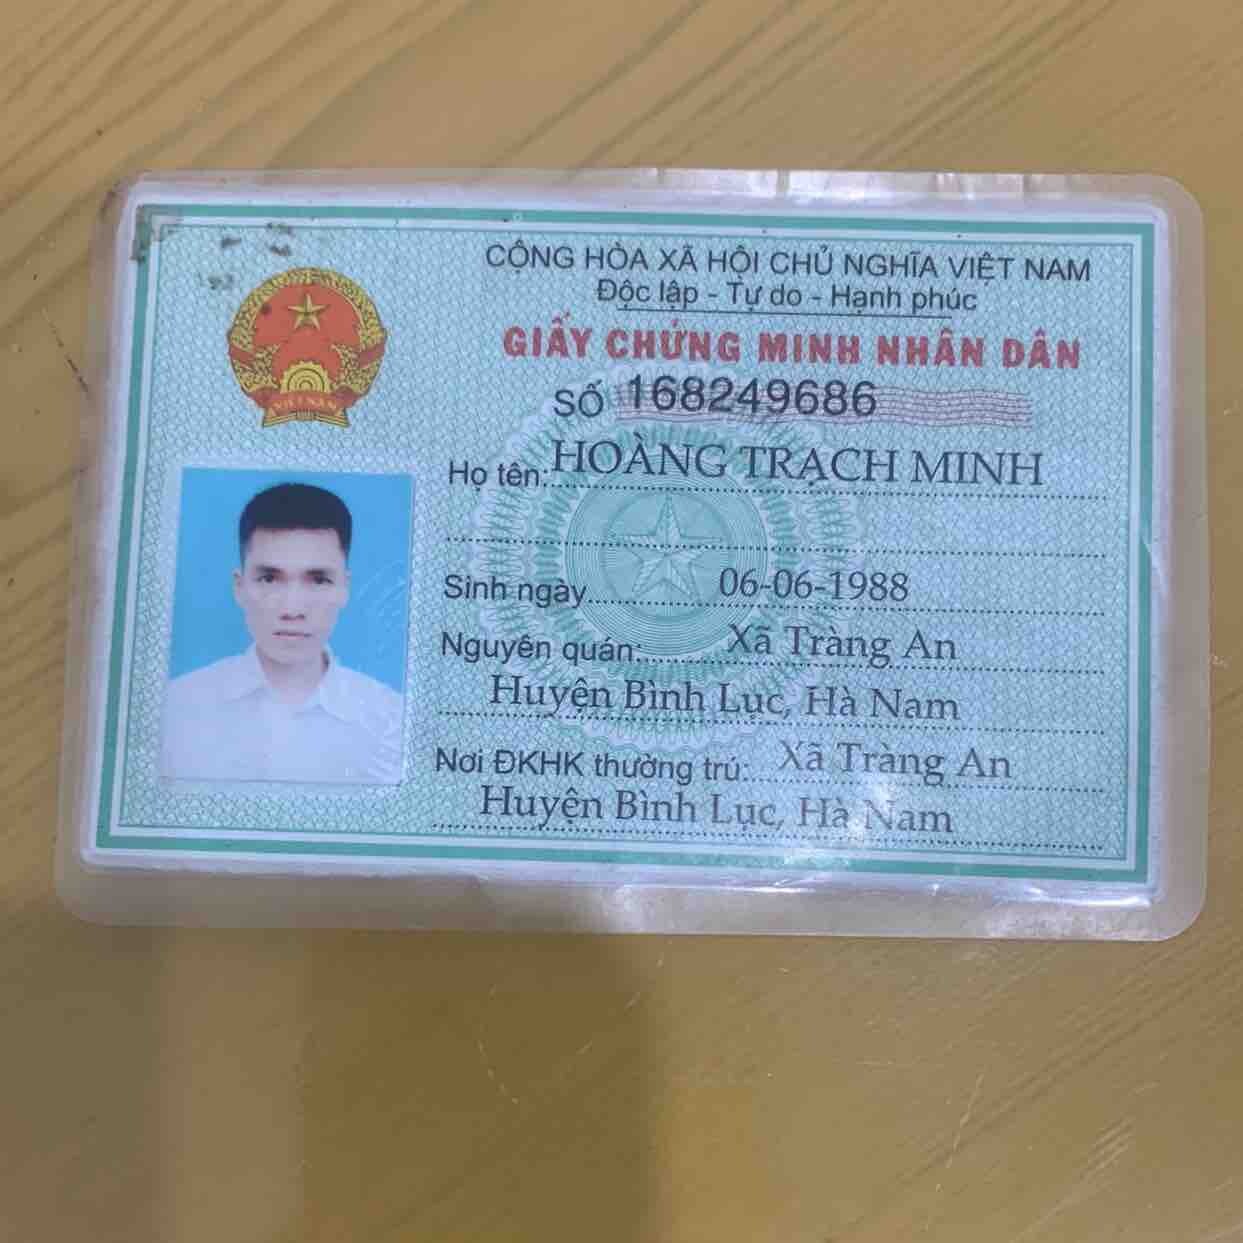 CỘNG HÒA XÃ HỘI CHỦ NGHĨA VIỆT NAM
Độc lập - Tự do - Hạnh phúc
GIẤY CHỨNG MINH NHÂN DÂN
SỐ 168249686
VIỆT NAM
Họ tên: HOÀNG TRẠCH MINH
Sinh ngày 06-06-1988
Nguyên quán: Xã Tràng An
Huyện Bình Lục, Hà Nam
Nơi ĐKHK thường trú: Xã Tràng An
Huyện Bình Lục, Hà Nam